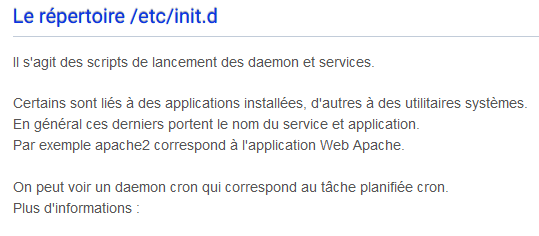 Le répertoire /etc/init.d
Il s'agit des scripts de lancement des daemon et services.
Certains sont liés à des applications installées, d'autres à des utilitaires systèmes.
En général ces derniers portent le nom du service et application.
Par exemple apache2 correspond à l'application Web Apache.
On peut voir un daemon cron qui correspond au tâche planifiée cron.
Plus d'informations :